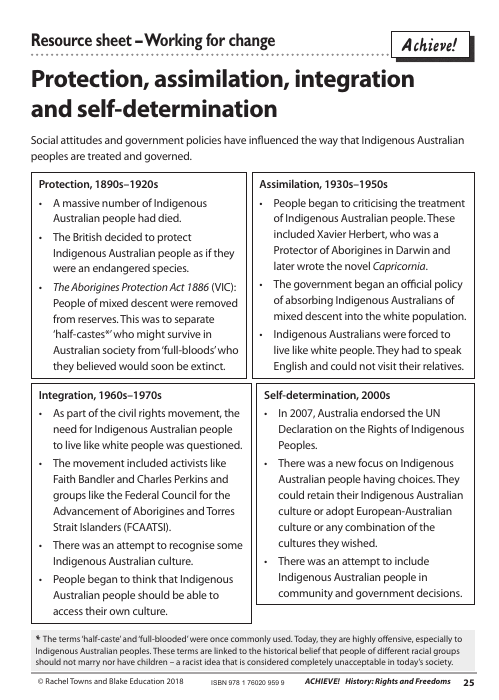 Resource sheet – Working for change
Achieve!
Protection, assimilation, integration
and self-determination
Social attitudes and government policies have influenced the way that Indigenous Australian
peoples are treated and governed.
Protection, 1890s–1920s
• A massive number of Indigenous
Australian people had died.
• The British decided to protect
Indigenous Australian people as if they
were an endangered species.
• The Aborigines Protection Act 1886 (VIC):
People of mixed descent were removed
from reserves. This was to separate
'half-castes*' who might survive in
Australian society from 'full-bloods' who
they believed would soon be extinct.
Assimilation, 1930s–1950s
• People began to criticising the treatment
of Indigenous Australian people. These
included Xavier Herbert, who was a
Protector of Aborigines in Darwin and
later wrote the novel Capricornia.
• The government began an official policy
of absorbing Indigenous Australians of
mixed descent into the white population.
• Indigenous Australians were forced to
live like white people. They had to speak
English and could not visit their relatives.
Integration, 1960s–1970s
• As part of the civil rights movement, the
need for Indigenous Australian people
to live like white people was questioned.
• The movement included activists like
Faith Bandler and Charles Perkins and
groups like the Federal Council for the
Advancement of Aborigines and Torres
Strait Islanders (FCAATSI).
• There was an attempt to recognise some
Indigenous Australian culture.
• People began to think that Indigenous
Australian people should be able to
access their own culture.
Self-determination, 2000s
• In 2007, Australia endorsed the UN
Declaration on the Rights of Indigenous
Peoples.
• There was a new focus on Indigenous
Australian people having choices. They
could retain their Indigenous Australian
culture or adopt European-Australian
culture or any combination of the
cultures they wished.
• There was an attempt to include
Indigenous Australian people in
community and government decisions.
* The terms 'half-caste' and 'full-blooded' were once commonly used. Today, they are highly offensive, especially to
Indigenous Australian peoples. These terms are linked to the historical belief that people of different racial groups
should not marry nor have children – a racist idea that is considered completely unacceptable in today's society.
© Rachel Towns and Blake Education 2018 ISBN 978 1 76020 959 9 ACHIEVE! History: Rights and Freedoms 25